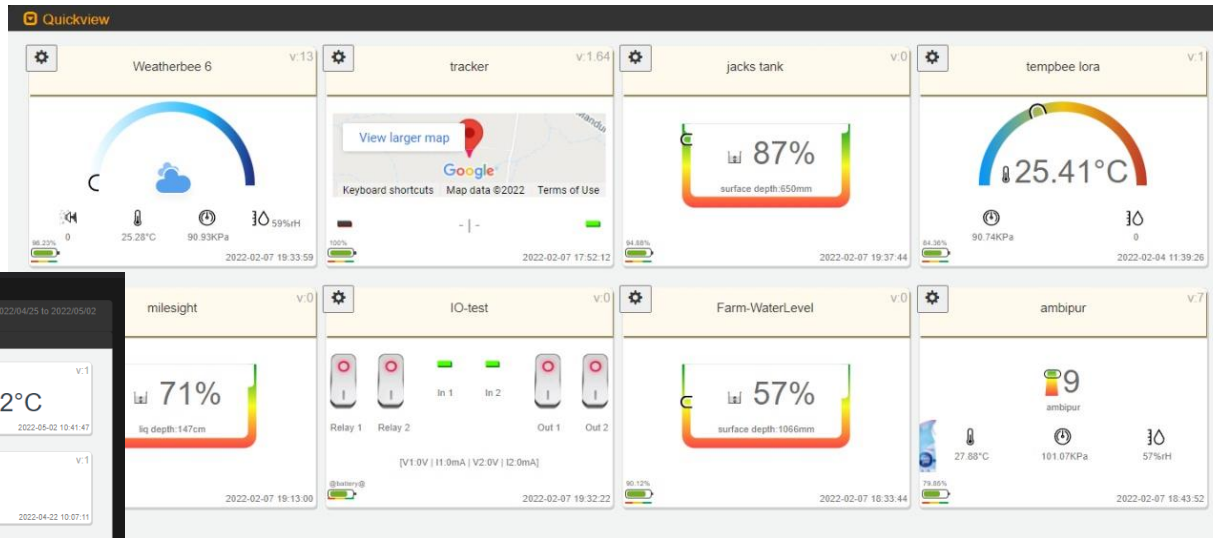 Quickview
v:13
Weatherbee 6
0
25.28°C
90.93KPa
59%rH
96.23%
2022-02-07 19:33:59
v:1.64
tracker
View larger map
Mandu
Google
Keyboard shortcuts Map data ©2022 Terms of Use
- | -
100%
2022-02-07 17:52:12
v:0
jacks tank
87%
surface depth:650mm
94.88%
2022-02-07 19:37:44
v:1
tempbee lora
25.41°C
90.74KPa
0
84.36%
2022-02-04 11:39:26
022/04/25 to 2022/05/02
v:1
2°C
2022-05-02 10:41:47
v:1
2022-04-22 10:07:11
v:0
milesight
71%
liq depth:147cm
2022-02-07 19:13:00
v:0
IO-test
In 1 In 2
Relay 1 Relay 2 Out 1 Out 2
[V1:0V | I1:0mA | V2:0V | I2:0mA]
@battery@
2022-02-07 19:32:22
v:0
Farm-WaterLevel
57%
surface depth:1066mm
90.12%
2022-02-07 18:33:44
v:7
ambipur
9
ambipur
27.88°C
101.07KPa
57%rH
79.85%
2022-02-07 18:43:52